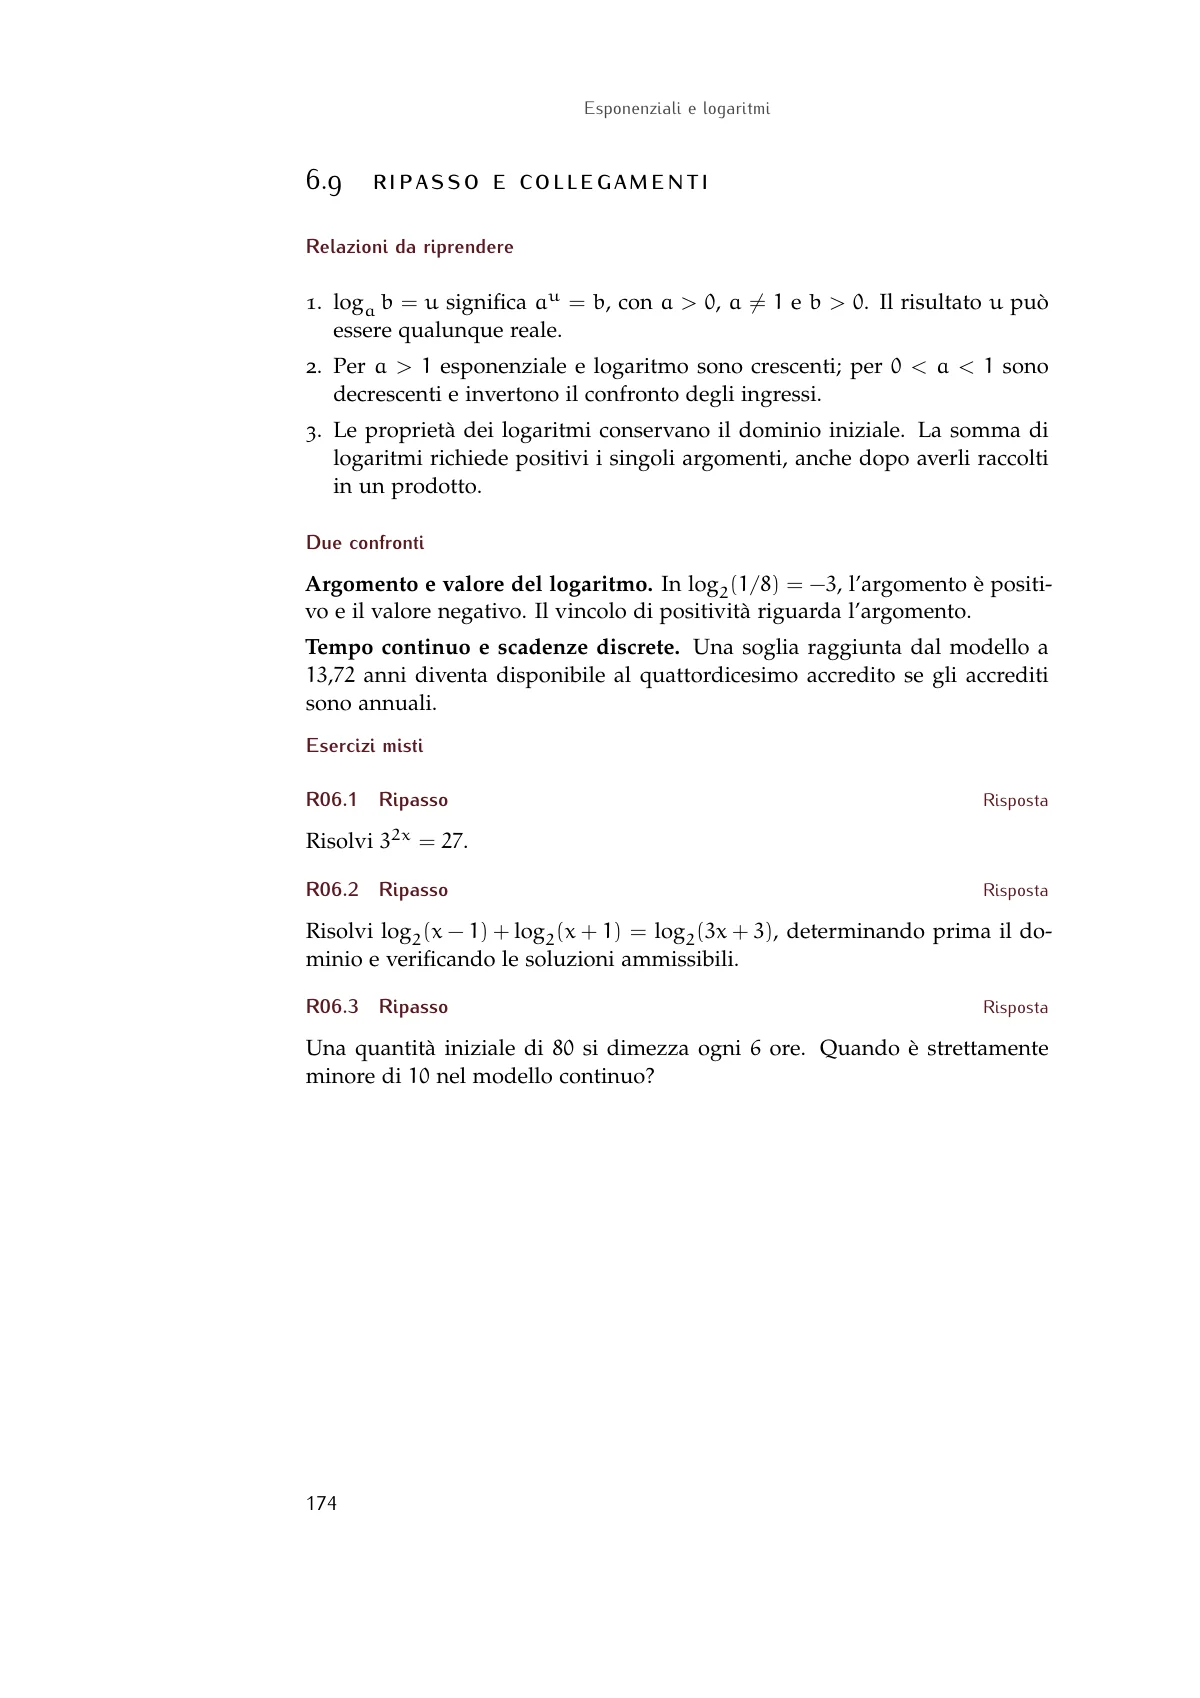 Esponenziali e logaritmi
6.9 RIPASSO E COLLEGAMENTI
Relazioni da riprendere
1. logₐ b = u significa aᵘ = b, con a > 0, a ≠ 1 e b > 0. Il risultato u può
essere qualunque reale.
2. Per a > 1 esponenziale e logaritmo sono crescenti; per 0 < a < 1 sono
decrescenti e invertono il confronto degli ingressi.
3. Le proprietà dei logaritmi conservano il dominio iniziale. La somma di
logaritmi richiede positivi i singoli argomenti, anche dopo averli raccolti
in un prodotto.
Due confronti
Argomento e valore del logaritmo. In log₂(1/8) = −3, l’argomento è positi-
vo e il valore negativo. Il vincolo di positività riguarda l’argomento.
Tempo continuo e scadenze discrete. Una soglia raggiunta dal modello a
13,72 anni diventa disponibile al quattordicesimo accredito se gli accrediti
sono annuali.
Esercizi misti
R06.1 Ripasso Risposta
Risolvi 3²ˣ = 27.
R06.2 Ripasso Risposta
Risolvi log₂(x − 1) + log₂(x + 1) = log₂(3x + 3), determinando prima il do-
minio e verificando le soluzioni ammissibili.
R06.3 Ripasso Risposta
Una quantità iniziale di 80 si dimezza ogni 6 ore. Quando è strettamente
minore di 10 nel modello continuo?
174